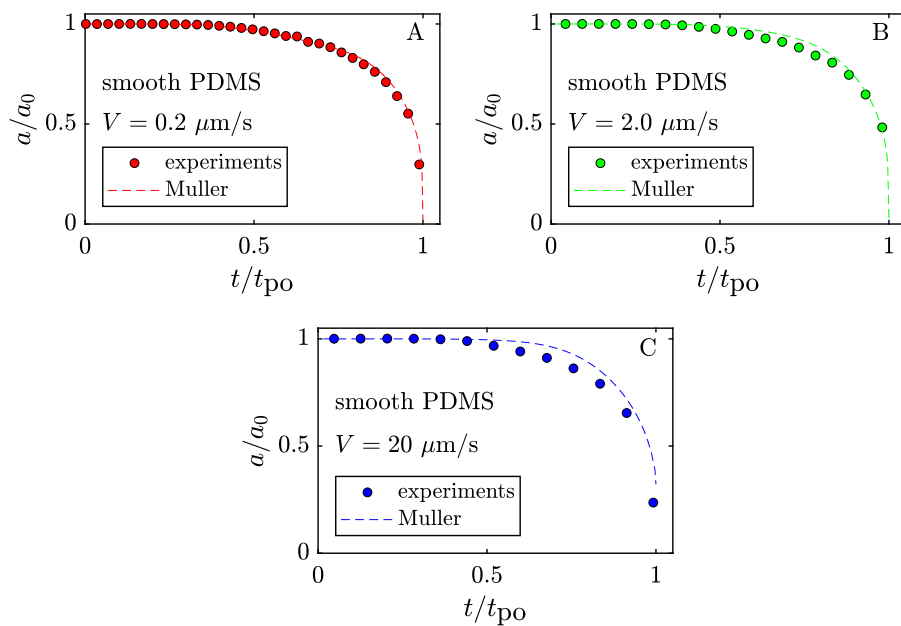 A
1
smooth PDMS
V = 0.2 μm/s
0.5
a/a₀
experiments
Muller
0
0 0.5 1
t/tpo
B
1
smooth PDMS
V = 2.0 μm/s
0.5
a/a₀
experiments
Muller
0
0 0.5 1
t/tpo
C
1
smooth PDMS
V = 20 μm/s
0.5
a/a₀
experiments
Muller
0
0 0.5 1
t/tpo